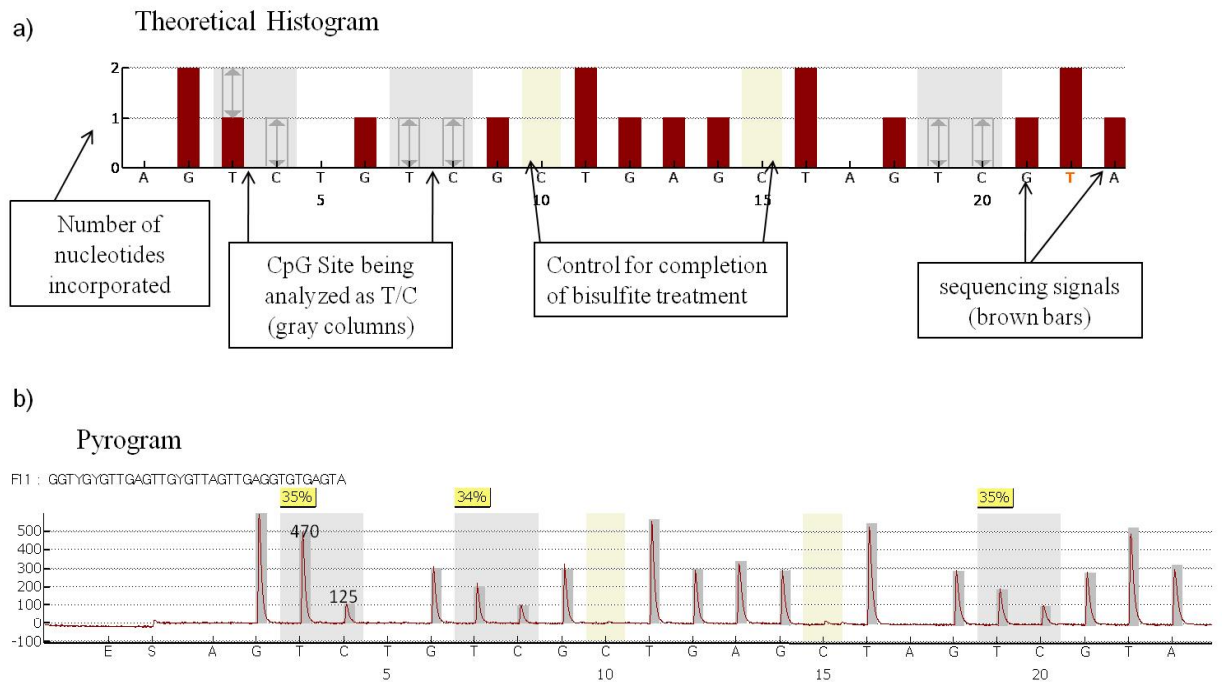 a)
Theoretical Histogram
2
1
0
A G T C T G T C G C T G A G C T A G T C G T A
5 10 15 20
Number of
nucleotides
incorporated
CpG Site being
analyzed as T/C
(gray columns)
Control for completion
of bisulfite treatment
sequencing signals
(brown bars)
b)
Pyrogram
F11 : GGTYGYGTTGAGTTGYGTTAGTTGAGGTGTGAGTA
35% 34% 35%
500
400
300
200
100
0
-100
470
125
E S A G T C T G T C G C T G A G C T A G T C G T A
5 10 15 20